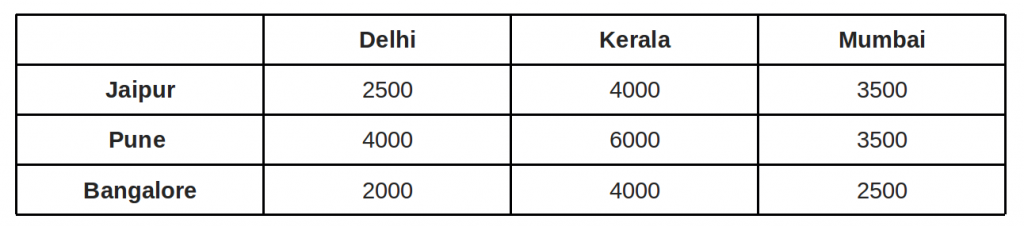 Delhi Kerala Mumbai
Jaipur 2500 4000 3500
Pune 4000 6000 3500
Bangalore 2000 4000 2500